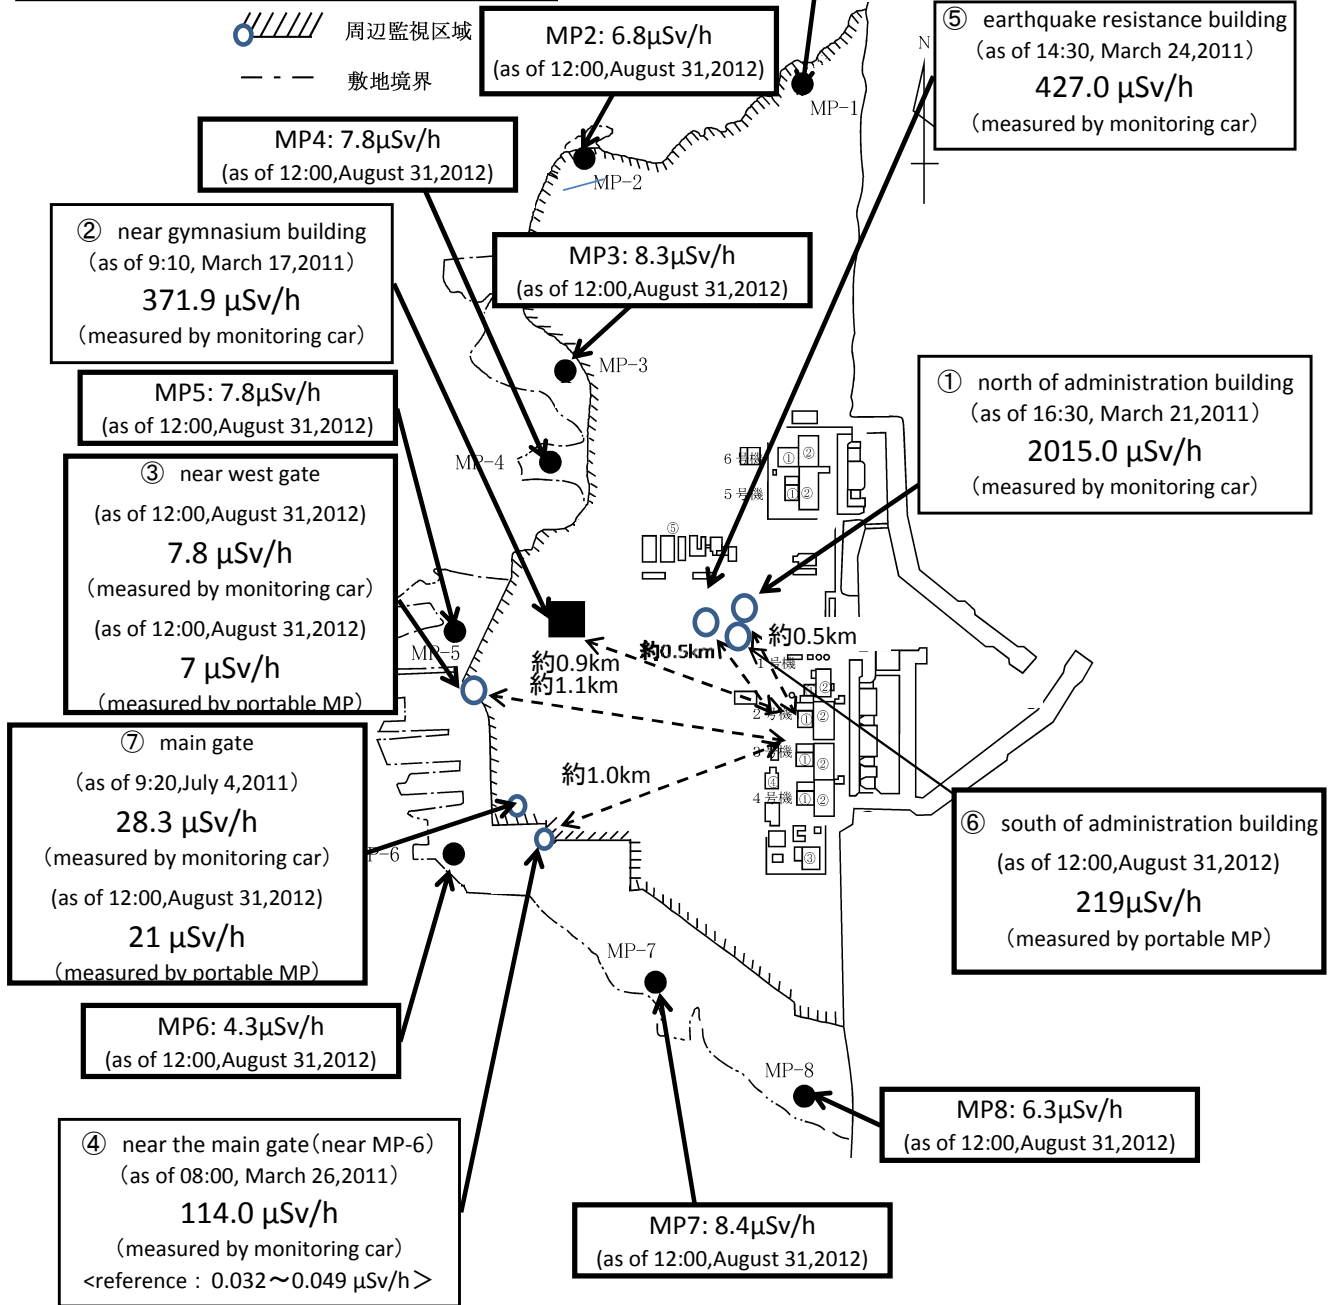 周辺監視区域
敷地境界
MP2: 6.8µSv/h
(as of 12:00,August 31,2012)
⑤ earthquake resistance building
(as of 14:30, March 24,2011)
427.0 µSv/h
(measured by monitoring car)
N
MP-1
MP4: 7.8µSv/h
(as of 12:00,August 31,2012)
MP-2
② near gymnasium building
(as of 9:10, March 17,2011)
371.9 µSv/h
(measured by monitoring car)
MP3: 8.3µSv/h
(as of 12:00,August 31,2012)
MP-3
MP5: 7.8µSv/h
(as of 12:00,August 31,2012)
① north of administration building
(as of 16:30, March 21,2011)
2015.0 µSv/h
(measured by monitoring car)
MP-4
6号機
① ②
5号機
① ②
③ near west gate
(as of 12:00,August 31,2012)
7.8 µSv/h
(measured by monitoring car)
(as of 12:00,August 31,2012)
7 µSv/h
(measured by portable MP)
⑤
MP-5
約0.9km
約1.1km
約0.5km
約0.5km
1号機
②
2号機
① ②
3号機
① ②
④
4号機
① ②
③
約1.0km
⑦ main gate
(as of 9:20,July 4,2011)
28.3 µSv/h
(measured by monitoring car)
(as of 12:00,August 31,2012)
21 µSv/h
(measured by portable MP)
P-6
⑥ south of administration building
(as of 12:00,August 31,2012)
219µSv/h
(measured by portable MP)
MP-7
MP6: 4.3µSv/h
(as of 12:00,August 31,2012)
MP-8
MP8: 6.3µSv/h
(as of 12:00,August 31,2012)
④ near the main gate(near MP-6)
(as of 08:00, March 26,2011)
114.0 µSv/h
(measured by monitoring car)
<reference : 0.032～0.049 µSv/h＞
MP7: 8.4µSv/h
(as of 12:00,August 31,2012)